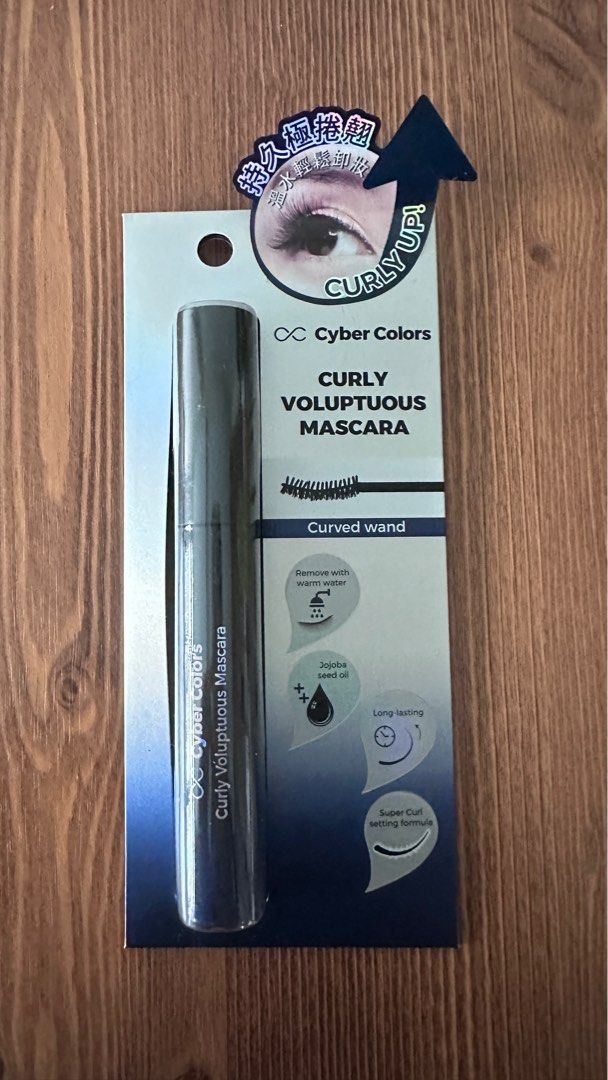 持久極捲翹
溫水輕鬆卸妝
CURLY UP!
CC Cyber Colors
CURLY
VOLUPTUOUS
MASCARA
Curved wand
Remove with
warm water
Jojoba
seed oil
Long-lasting
Super Curl
setting formula
CC Cyber Colors
Curly Voluptuous Mascara